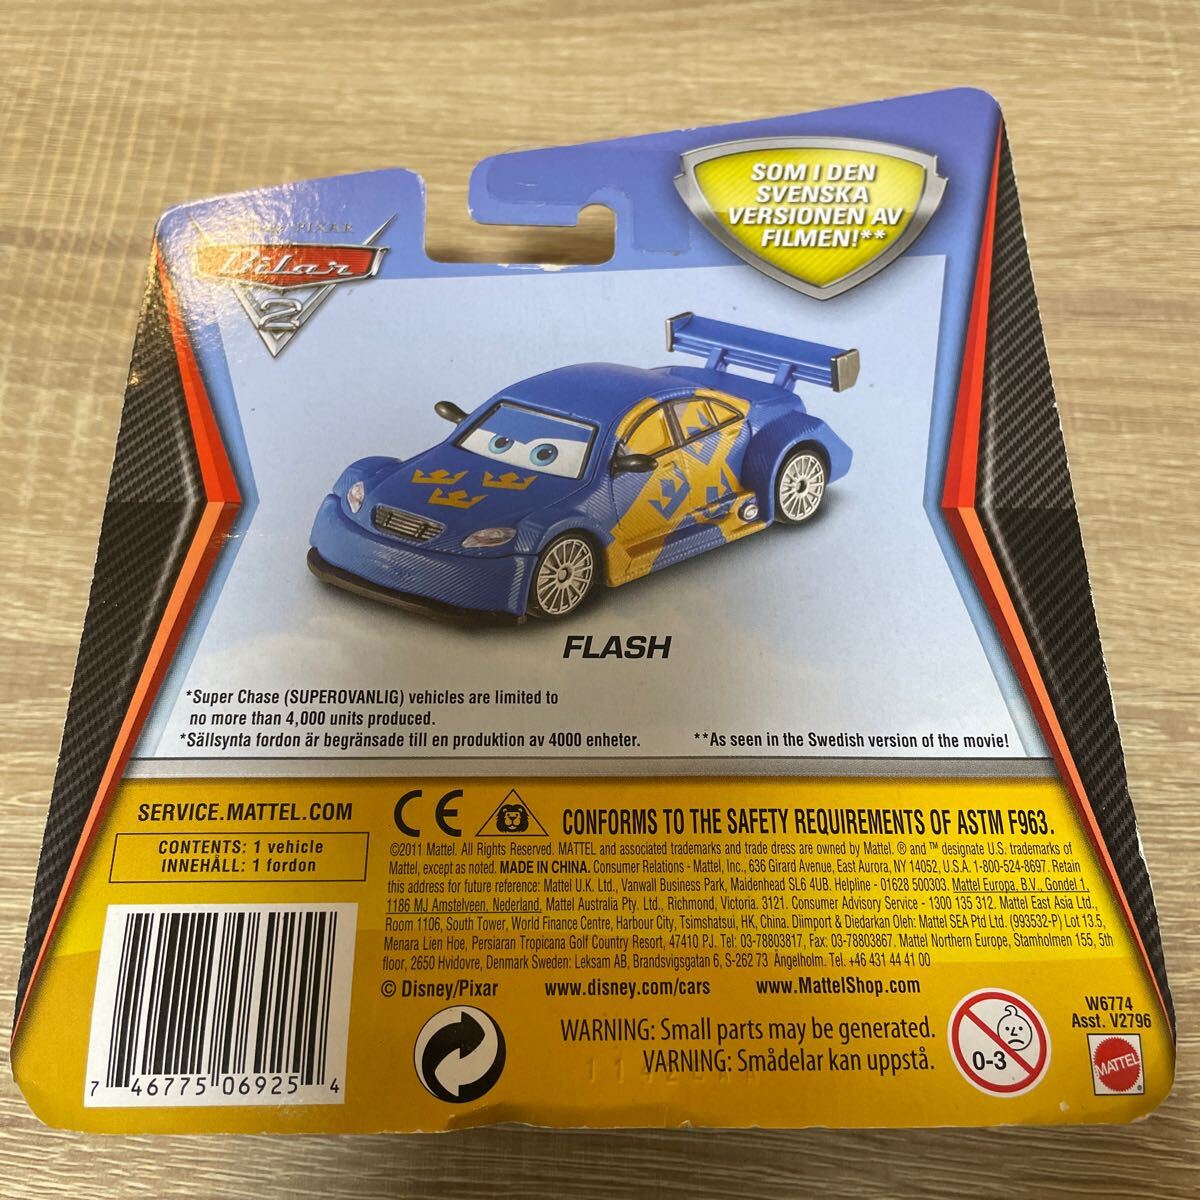 DISNEY PIXAR
Bilar
2
SOM I DEN
SVENSKA
VERSIONEN AV
FILMEN!**
FLASH
*Super Chase (SUPEROVANLIG) vehicles are limited to
no more than 4,000 units produced.
*Sällsynta fordon är begränsade till en produktion av 4000 enheter.
**As seen in the Swedish version of the movie!
SERVICE.MATTEL.COM
CONTENTS: 1 vehicle
INNEHÅLL: 1 fordon
CE
CONFORMS TO THE SAFETY REQUIREMENTS OF ASTM F963.
©2011 Mattel. All Rights Reserved. MATTEL and associated trademarks and trade dress are owned by Mattel. ® and ™ designate U.S. trademarks of
Mattel, except as noted. MADE IN CHINA. Consumer Relations - Mattel, Inc., 636 Girard Avenue, East Aurora, NY 14052, U.S.A. 1-800-524-8697. Retain
this address for future reference: Mattel U.K. Ltd., Vanwall Business Park, Maidenhead SL6 4UB. Helpline - 01628 500303. Mattel Europa, B.V., Gondel 1,
1186 MJ Amstelveen, Nederland. Mattel Australia Pty. Ltd., Richmond, Victoria. 3121. Consumer Advisory Service - 1300 135 312. Mattel East Asia Ltd.,
Room 1106, South Tower, World Finance Centre, Harbour City, Tsimshatsui, HK, China. Diimport & Diedarkan Oleh: Mattel SEA Ptd Ltd. (993532-P) Lot 13.5,
Menara Lien Hoe, Persiaran Tropicana Golf Country Resort, 47410 PJ. Tel: 03-78803817, Fax: 03-78803867. Mattel Northern Europe, Stamholmen 155, 5th
floor, 2650 Hvidovre, Denmark Sweden: Leksam AB, Brandsvigsgatan 6, S-262 73 Ängelholm. Tel. +46 431 44 41 00
© Disney/Pixar
www.disney.com/cars
www.MattelShop.com
WARNING: Small parts may be generated.
VARNING: Smådelar kan uppstå.
0-3
W6774
Asst. V2796
MATTEL
7 46775 06925 4